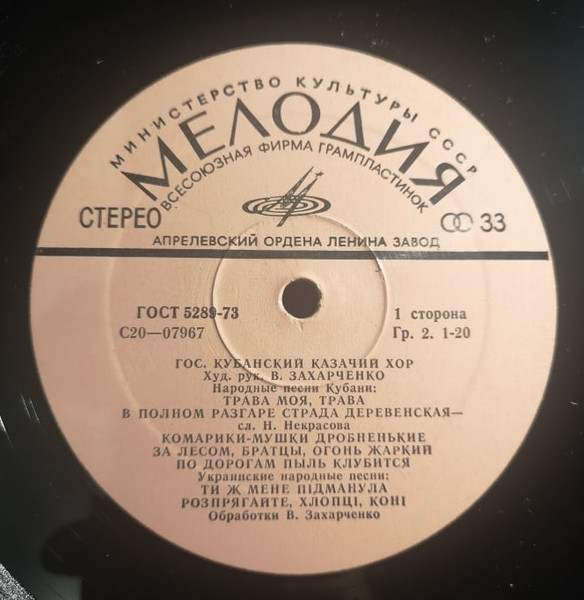 МИНИСТЕРСТВО КУЛЬТУРЫ СССР
МЕЛОДИЯ
ВСЕСОЮЗНАЯ ФИРМА ГРАМПЛАСТИНОК
СТЕРЕО 33
АПРЕЛЕВСКИЙ ОРДЕНА ЛЕНИНА ЗАВОД
ГОСТ 5289-73 1 сторона
С20—07967 Гр. 2. 1-20
ГОС. КУБАНСКИЙ КАЗАЧИЙ ХОР
Худ. рук. В. ЗАХАРЧЕНКО
Народные песни Кубани:
ТРАВА МОЯ, ТРАВА
В ПОЛНОМ РАЗГАРЕ СТРАДА ДЕРЕВЕНСКАЯ—
сл. Н. Некрасова
КОМАРИКИ-МУШКИ ДРОБНЕНЬКИЕ
ЗА ЛЕСОМ, БРАТЦЫ, ОГОНЬ ЖАРКИЙ
ПО ДОРОГАМ ПЫЛЬ КЛУБИТСЯ
Украинские народные песни:
ТИ Ж МЕНЕ ПІДМАНУЛА
РОЗПРЯГАЙТЕ, ХЛОПЦІ, КОНІ
Обработки В. Захарченко